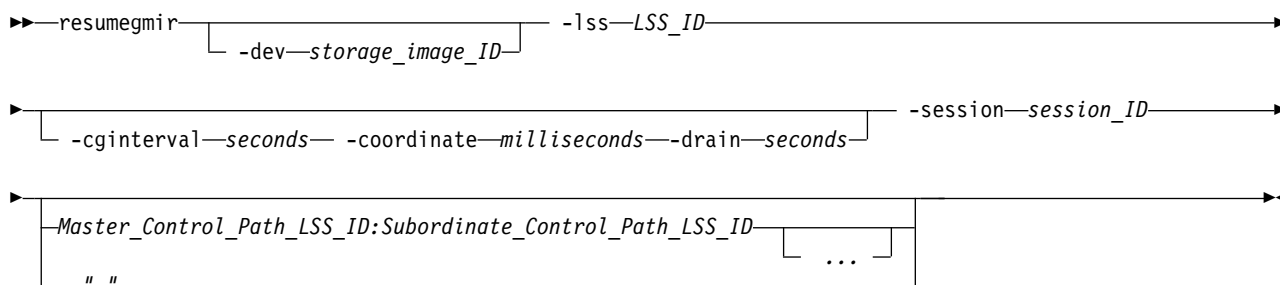 resumegmir -dev storage_image_ID -lss LSS_ID
-cginterval seconds -coordinate milliseconds -drain seconds -session session_ID
Master_Control_Path_LSS_ID:Subordinate_Control_Path_LSS_ID ...
" "